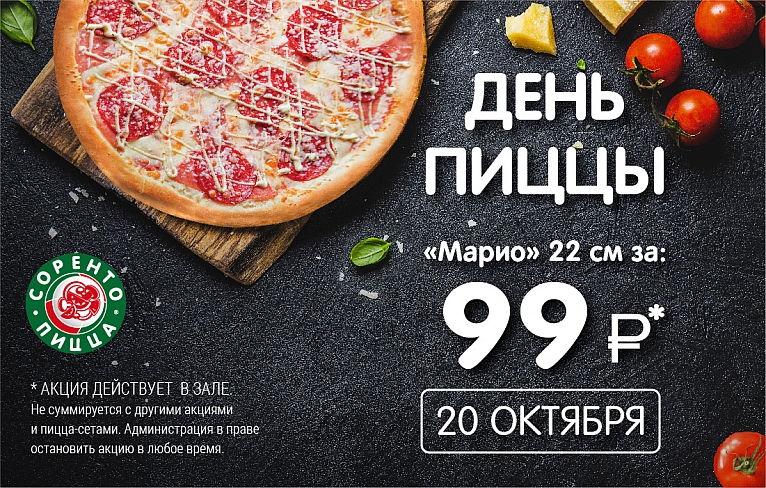 ДЕНЬ
ПИЦЦЫ
«Марио» 22 см за:
99 ₽*
20 ОКТЯБРЯ
СОРЕНТО
ПИЦЦА
* АКЦИЯ ДЕЙСТВУЕТ В ЗАЛЕ.
Не суммируется с другими акциями
и пицца-сетами. Администрация в праве
остановить акцию в любое время.